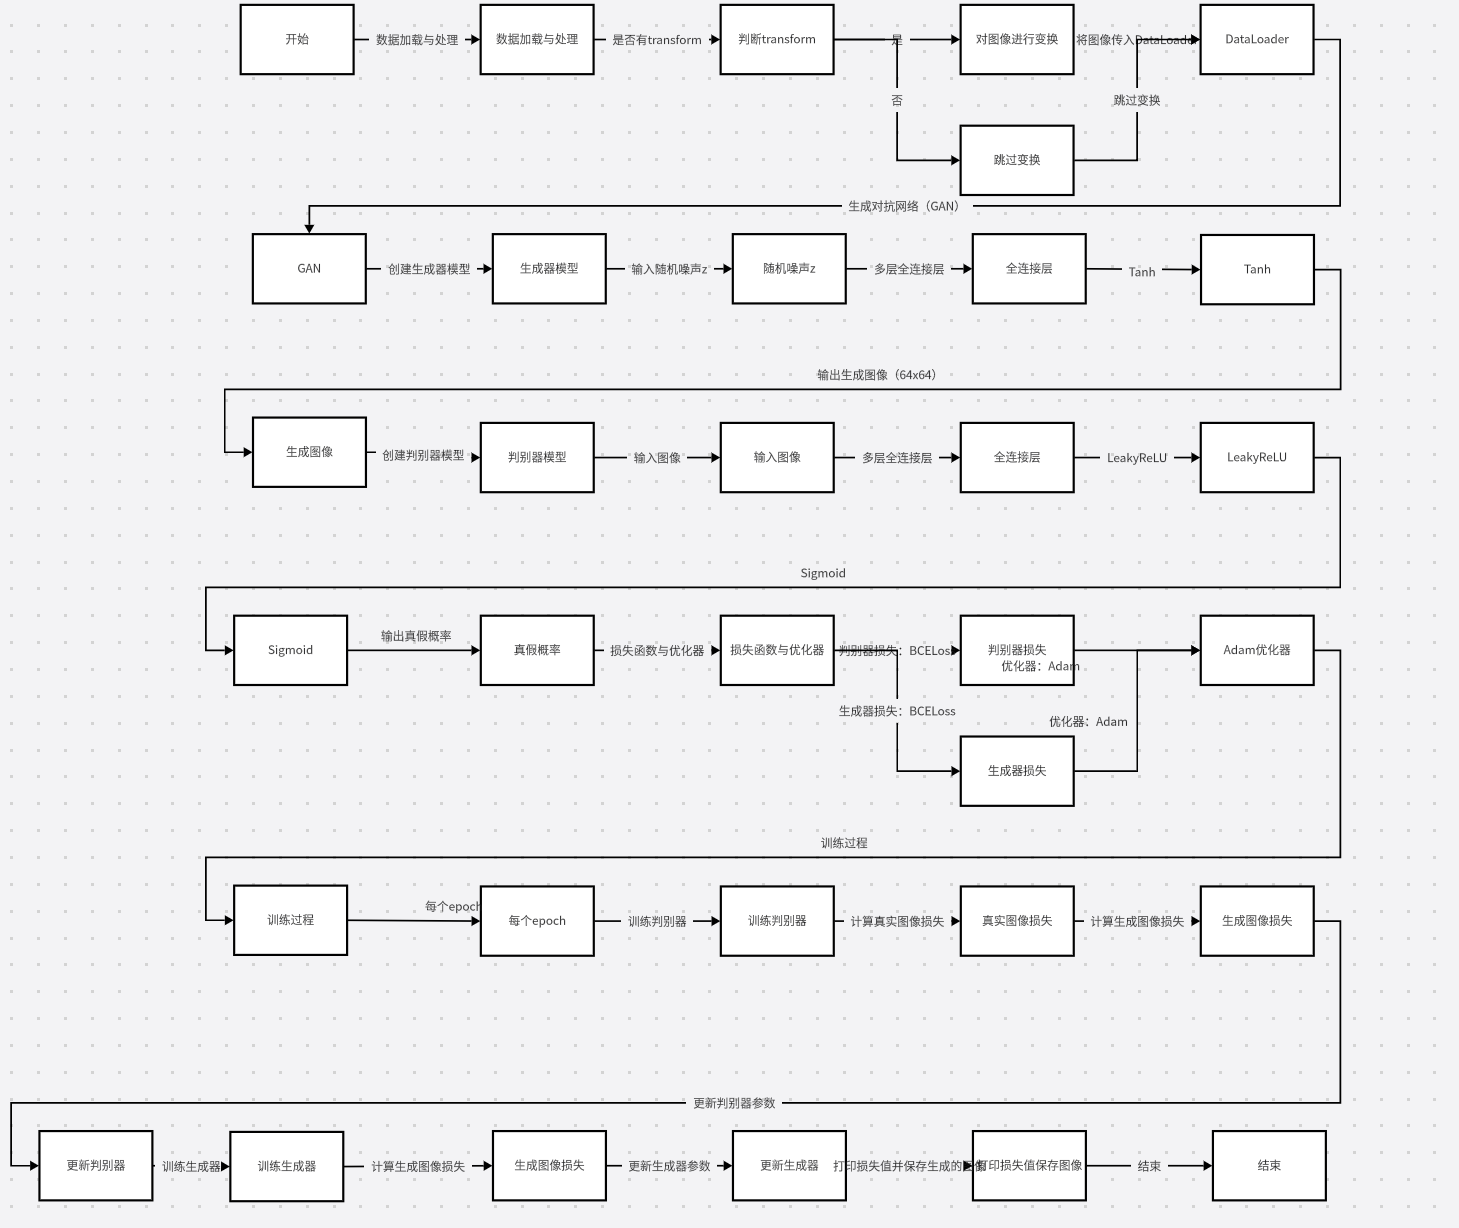 开始
数据加载与处理
数据加载与处理
是否有transform
判断transform
是
对图像进行变换
将图像传入DataLoader
DataLoader
否
跳过变换
跳过变换
生成对抗网络（GAN）
GAN
创建生成器模型
生成器模型
输入随机噪声z
随机噪声z
多层全连接层
全连接层
Tanh
Tanh
输出生成图像（64x64）
生成图像
创建判别器模型
判别器模型
输入图像
输入图像
多层全连接层
全连接层
LeakyReLU
LeakyReLU
Sigmoid
Sigmoid
输出真假概率
真假概率
损失函数与优化器
损失函数与优化器
判别器损失：BCELoss
判别器损失
优化器：Adam
Adam优化器
生成器损失：BCELoss
优化器：Adam
生成器损失
训练过程
训练过程
每个epoch
每个epoch
训练判别器
训练判别器
计算真实图像损失
真实图像损失
计算生成图像损失
生成图像损失
更新判别器参数
更新判别器
训练生成器
训练生成器
计算生成图像损失
生成图像损失
更新生成器参数
更新生成器
打印损失值并保存生成的图像
打印损失值保存图像
结束
结束